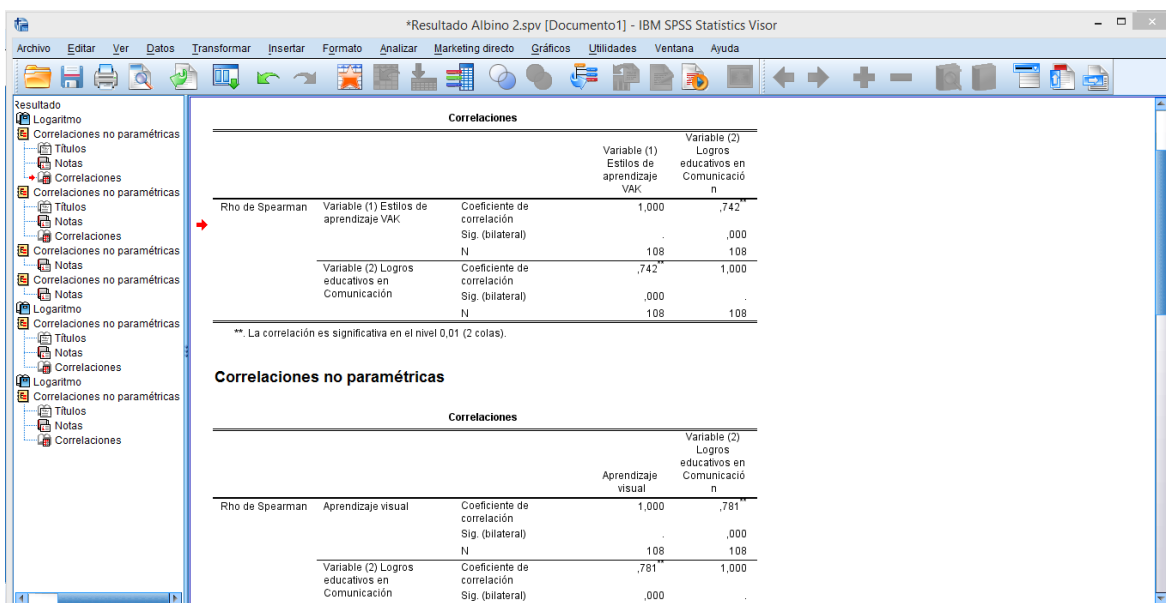 *Resultado Albino 2.spv [Documento1] - IBM SPSS Statistics Visor
Archivo Editar Ver Datos Transformar Insertar Formato Analizar Marketing directo Gráficos Utilidades Ventana Ayuda
Resultado
Logaritmo
Correlaciones no paramétricas
Títulos
Notas
Correlaciones
Correlaciones no paramétricas
Títulos
Notas
Correlaciones
Correlaciones no paramétricas
Notas
Correlaciones no paramétricas
Notas
Logaritmo
Correlaciones no paramétricas
Títulos
Notas
Correlaciones
Logaritmo
Correlaciones no paramétricas
Títulos
Notas
Correlaciones
Correlaciones
Variable (1)
Estilos de
aprendizaje
VAK
Variable (2)
Logros
educativos en
Comunicació
n
Rho de Spearman Variable (1) Estilos de Coeficiente de 1,000 ,742**
aprendizaje VAK correlación
Sig. (bilateral) . ,000
N 108 108
Variable (2) Logros Coeficiente de ,742** 1,000
educativos en correlación
Comunicación Sig. (bilateral) ,000 .
N 108 108
**. La correlación es significativa en el nivel 0,01 (2 colas).
Correlaciones no paramétricas
Correlaciones
Aprendizaje
visual
Variable (2)
Logros
educativos en
Comunicació
n
Rho de Spearman Aprendizaje visual Coeficiente de 1,000 ,781**
correlación
Sig. (bilateral) . ,000
N 108 108
Variable (2) Logros Coeficiente de ,781** 1,000
educativos en correlación
Comunicación Sig. (bilateral) ,000 .